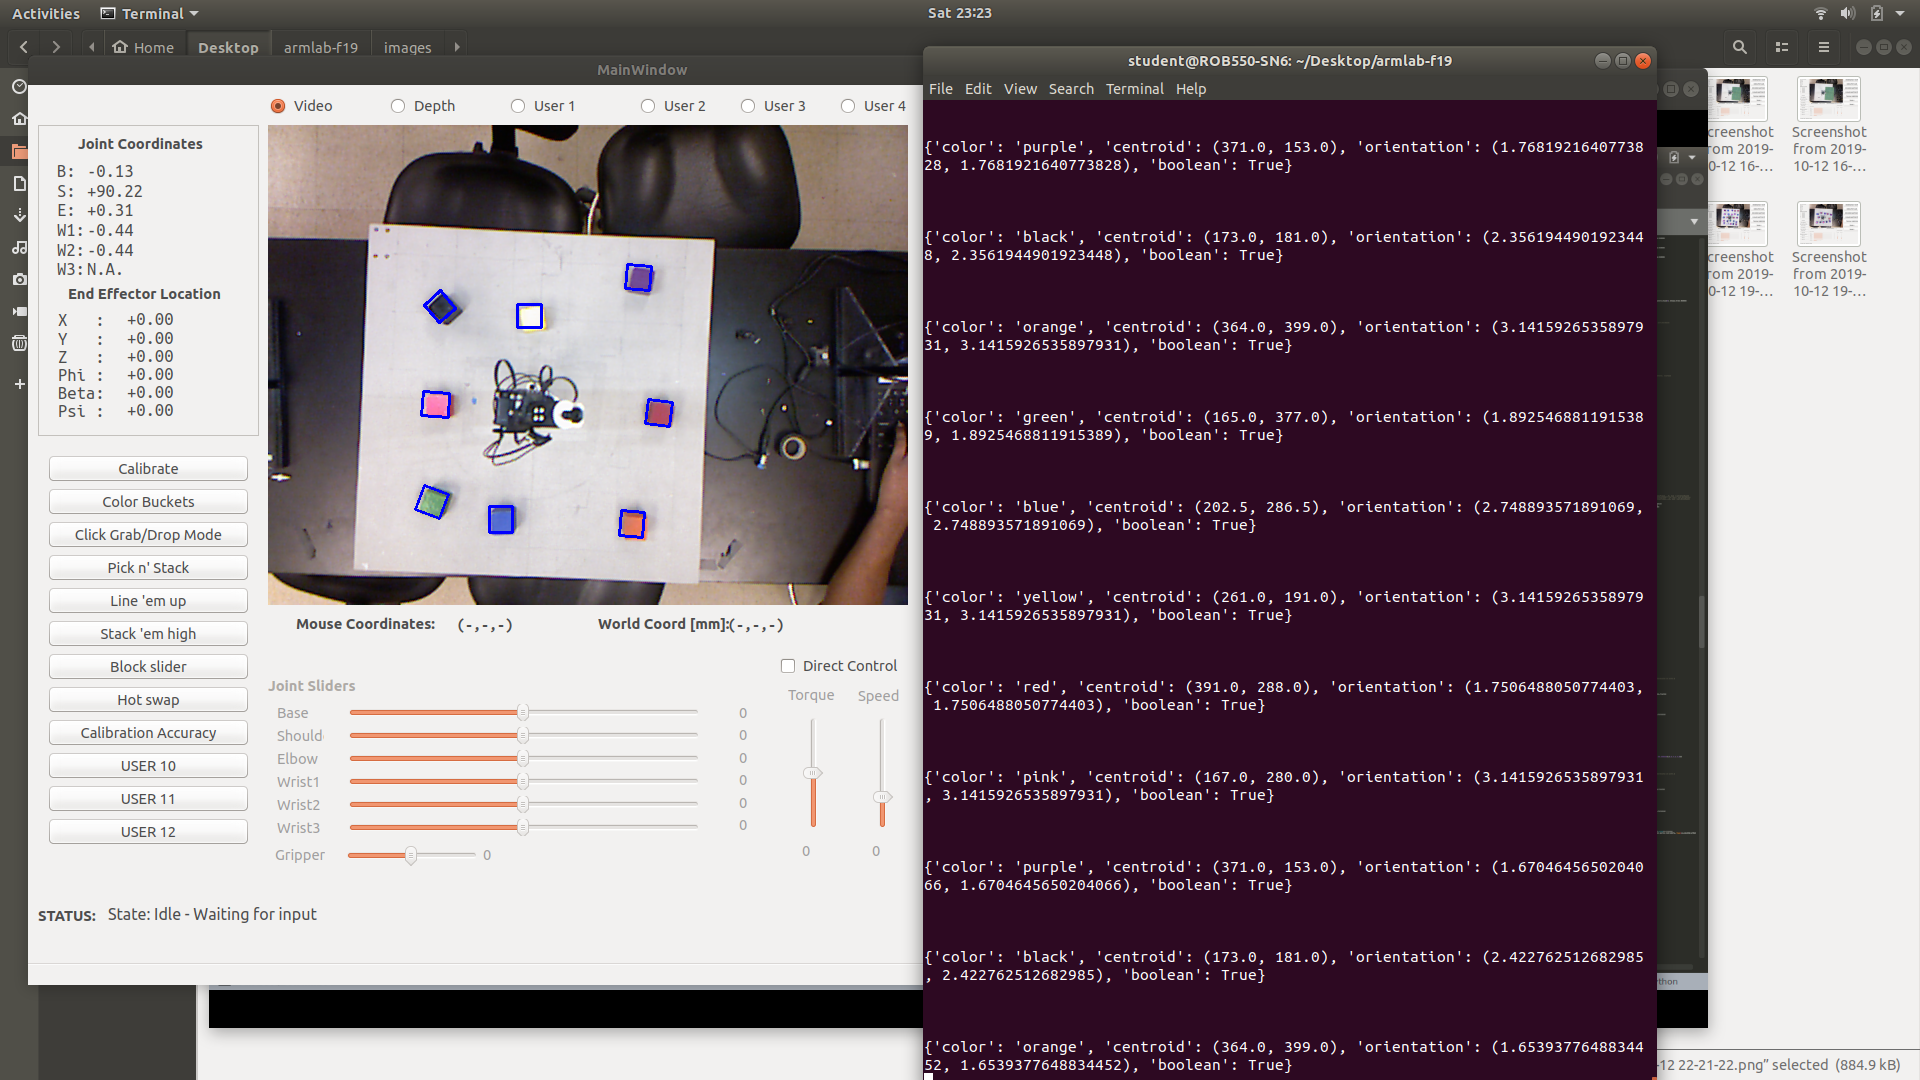 Activities
Terminal
Sat 23:23
Home
Desktop
armlab-f19
images
MainWindow
Video
Depth
User 1
User 2
User 3
User 4
Joint Coordinates
B: -0.13
S: +90.22
E: +0.31
W1:-0.44
W2:-0.44
W3:N.A.
End Effector Location
X : +0.00
Y : +0.00
Z : +0.00
Phi : +0.00
Beta: +0.00
Psi : +0.00
Calibrate
Color Buckets
Click Grab/Drop Mode
Pick n' Stack
Line 'em up
Stack 'em high
Block slider
Hot swap
Calibration Accuracy
USER 10
USER 11
USER 12
Mouse Coordinates: (-,-,-)
World Coord [mm]:(-,-,-)
Direct Control
Torque
Speed
Joint Sliders
Base 0
Should 0
Elbow 0
Wrist1 0
Wrist2 0
Wrist3 0
Gripper 0
0
0
STATUS: State: Idle - Waiting for input
student@ROB550-SN6: ~/Desktop/armlab-f19
File Edit View Search Terminal Help
{'color': 'purple', 'centroid': (371.0, 153.0), 'orientation': (1.76819216407738
28, 1.7681921640773828), 'boolean': True}
{'color': 'black', 'centroid': (173.0, 181.0), 'orientation': (2.356194490192344
8, 2.3561944901923448), 'boolean': True}
{'color': 'orange', 'centroid': (364.0, 399.0), 'orientation': (3.14159265358979
31, 3.1415926535897931), 'boolean': True}
{'color': 'green', 'centroid': (165.0, 377.0), 'orientation': (1.892546881191538
9, 1.8925468811915389), 'boolean': True}
{'color': 'blue', 'centroid': (202.5, 286.5), 'orientation': (2.748893571891069,
2.748893571891069), 'boolean': True}
{'color': 'yellow', 'centroid': (261.0, 191.0), 'orientation': (3.14159265358979
31, 3.1415926535897931), 'boolean': True}
{'color': 'red', 'centroid': (391.0, 288.0), 'orientation': (1.7506488050774403,
1.7506488050774403), 'boolean': True}
{'color': 'pink', 'centroid': (167.0, 280.0), 'orientation': (3.1415926535897931
, 3.1415926535897931), 'boolean': True}
{'color': 'purple', 'centroid': (371.0, 153.0), 'orientation': (1.67046456502040
66, 1.6704645650204066), 'boolean': True}
{'color': 'black', 'centroid': (173.0, 181.0), 'orientation': (2.422762512682985
, 2.422762512682985), 'boolean': True}
{'color': 'orange', 'centroid': (364.0, 399.0), 'orientation': (1.65393776488344
52, 1.6539377648834452), 'boolean': True}
creenshot
rom 2019-
0-12 16-...
Screenshot
from 2019-
10-12 16-...
creenshot
rom 2019-
0-12 19-...
Screenshot
from 2019-
10-12 19-...
thon
-12 22-21-22.png" selected (884.9 kB)